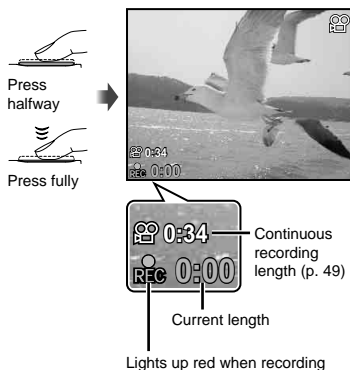 Press
halfway
Press fully
0:34
REC 0:00
0:34
REC 0:00
Continuous
recording
length (p. 49)
Current length
Lights up red when recording